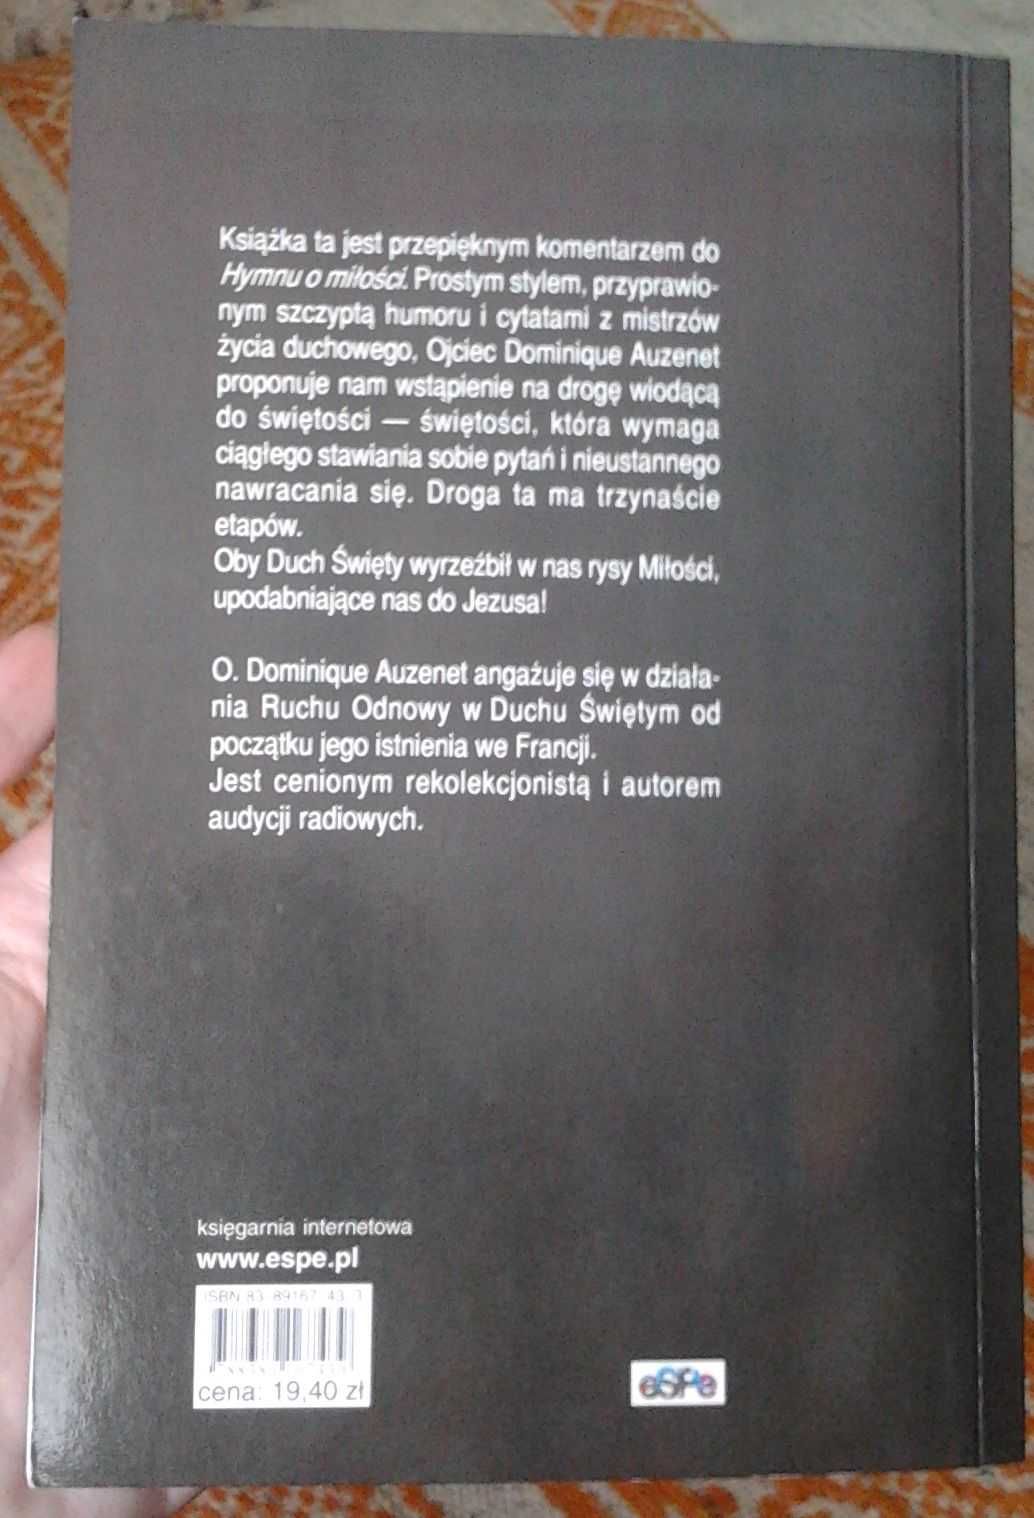 Książka ta jest przepięknym komentarzem do
Hymnu o miłości. Prostym stylem, przyprawio-
nym szczyptą humoru i cytatami z mistrzów
życia duchowego, Ojciec Dominique Auzenet
proponuje nam wstąpienie na drogę wiodącą
do świętości — świętości, która wymaga
ciągłego stawiania sobie pytań i nieustannego
nawracania się. Droga ta ma trzynaście
etapów.
Oby Duch Święty wyrzeźbił w nas rysy Miłości,
upodabniające nas do Jezusa!
O. Dominique Auzenet angażuje się w działa-
nia Ruchu Odnowy w Duchu Świętym od
początku jego istnienia we Francji.
Jest cenionym rekolekcjonistą i autorem
audycji radiowych.
księgarnia internetowa
www.espe.pl
ISBN 83 89167 43 3
cena: 19,40 zł
eSPe